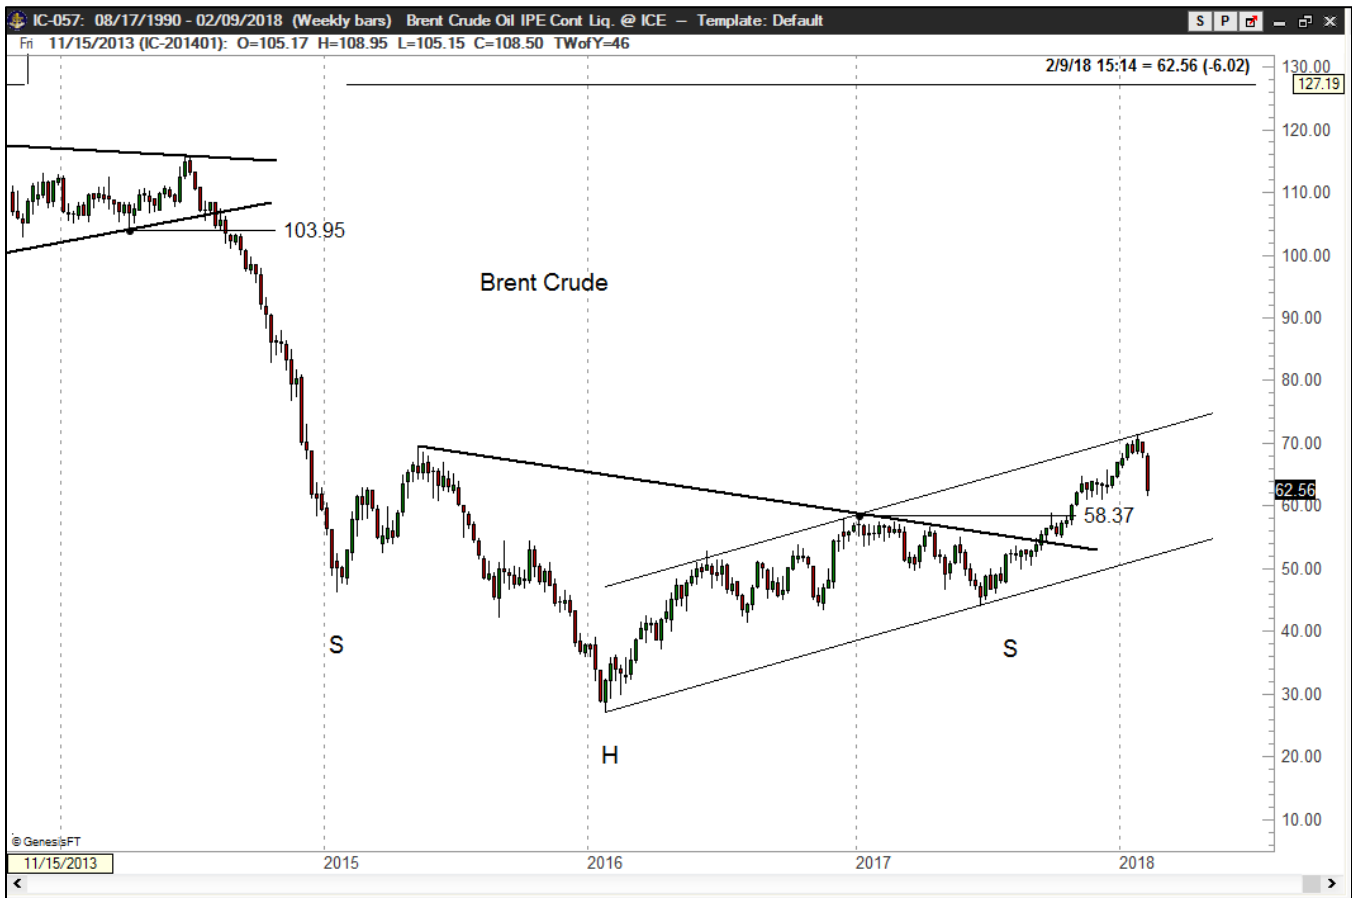 IC-057: 08/17/1990 - 02/09/2018 (Weekly bars) Brent Crude Oil IPE Cont Liq. @ ICE – Template: Default
S P
Fri 11/15/2013 (IC-201401): O=105.17 H=108.95 L=105.15 C=108.50 TWofY=46
2/9/18 15:14 = 62.56 (-6.02)
130.00
127.19
120.00
110.00
103.95
100.00
Brent Crude
90.00
80.00
70.00
62.56
60.00
58.37
50.00
40.00
S
S
30.00
H
20.00
10.00
© GenesisFT
11/15/2013 2015 2016 2017 2018